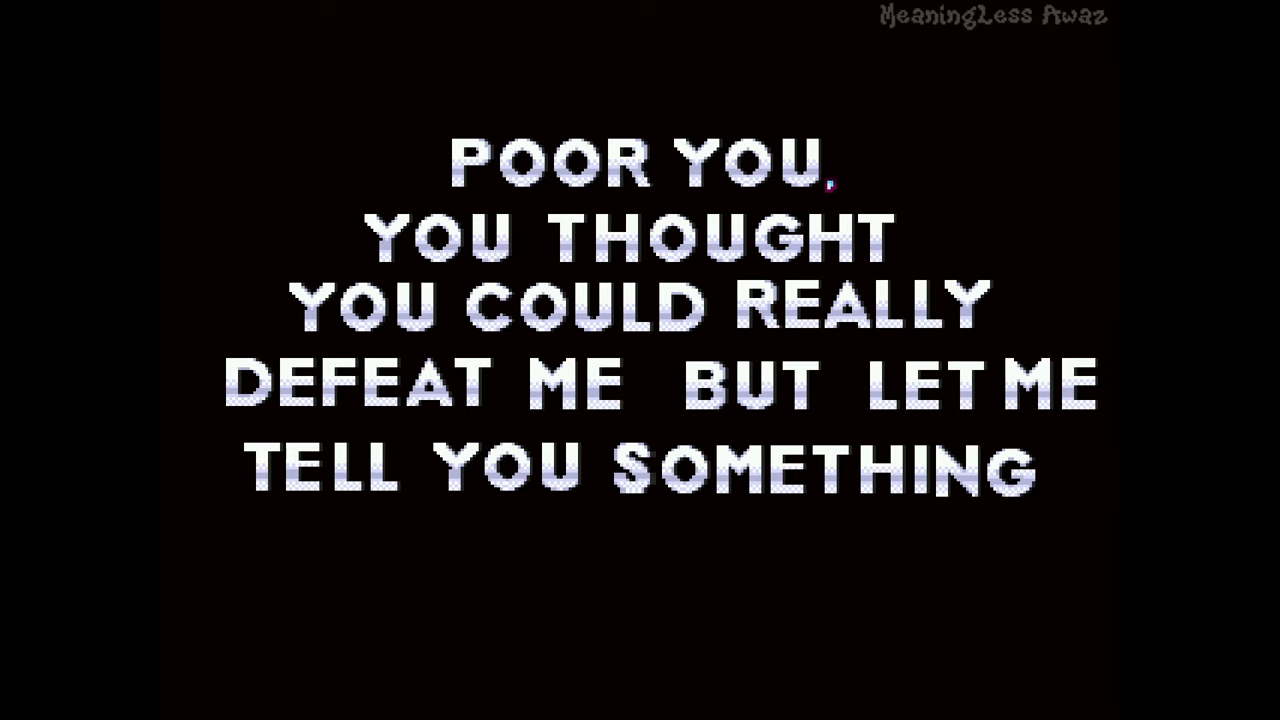 MeaningLess Awaz
POOR YOU,
YOU THOUGHT
YOU COULD REALLY
DEFEAT ME BUT LET ME
TELL YOU SOMETHING